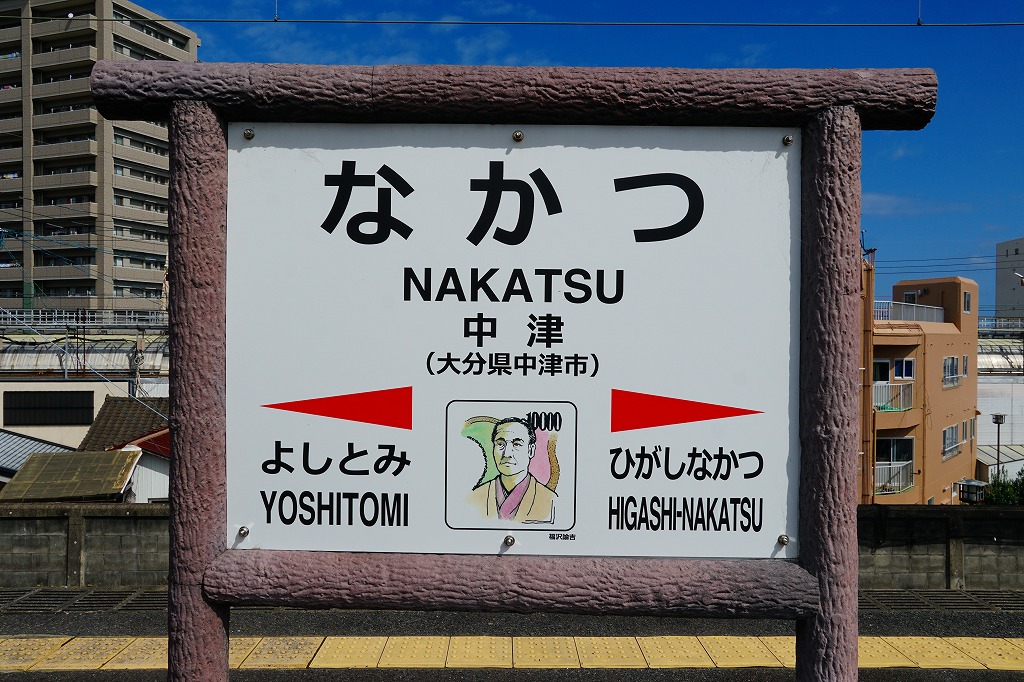 なかつ
NAKATSU
中津
(大分県中津市)
よしとみ
YOSHITOMI
10000
福沢諭吉
ひがしなかつ
HIGASHI-NAKATSU